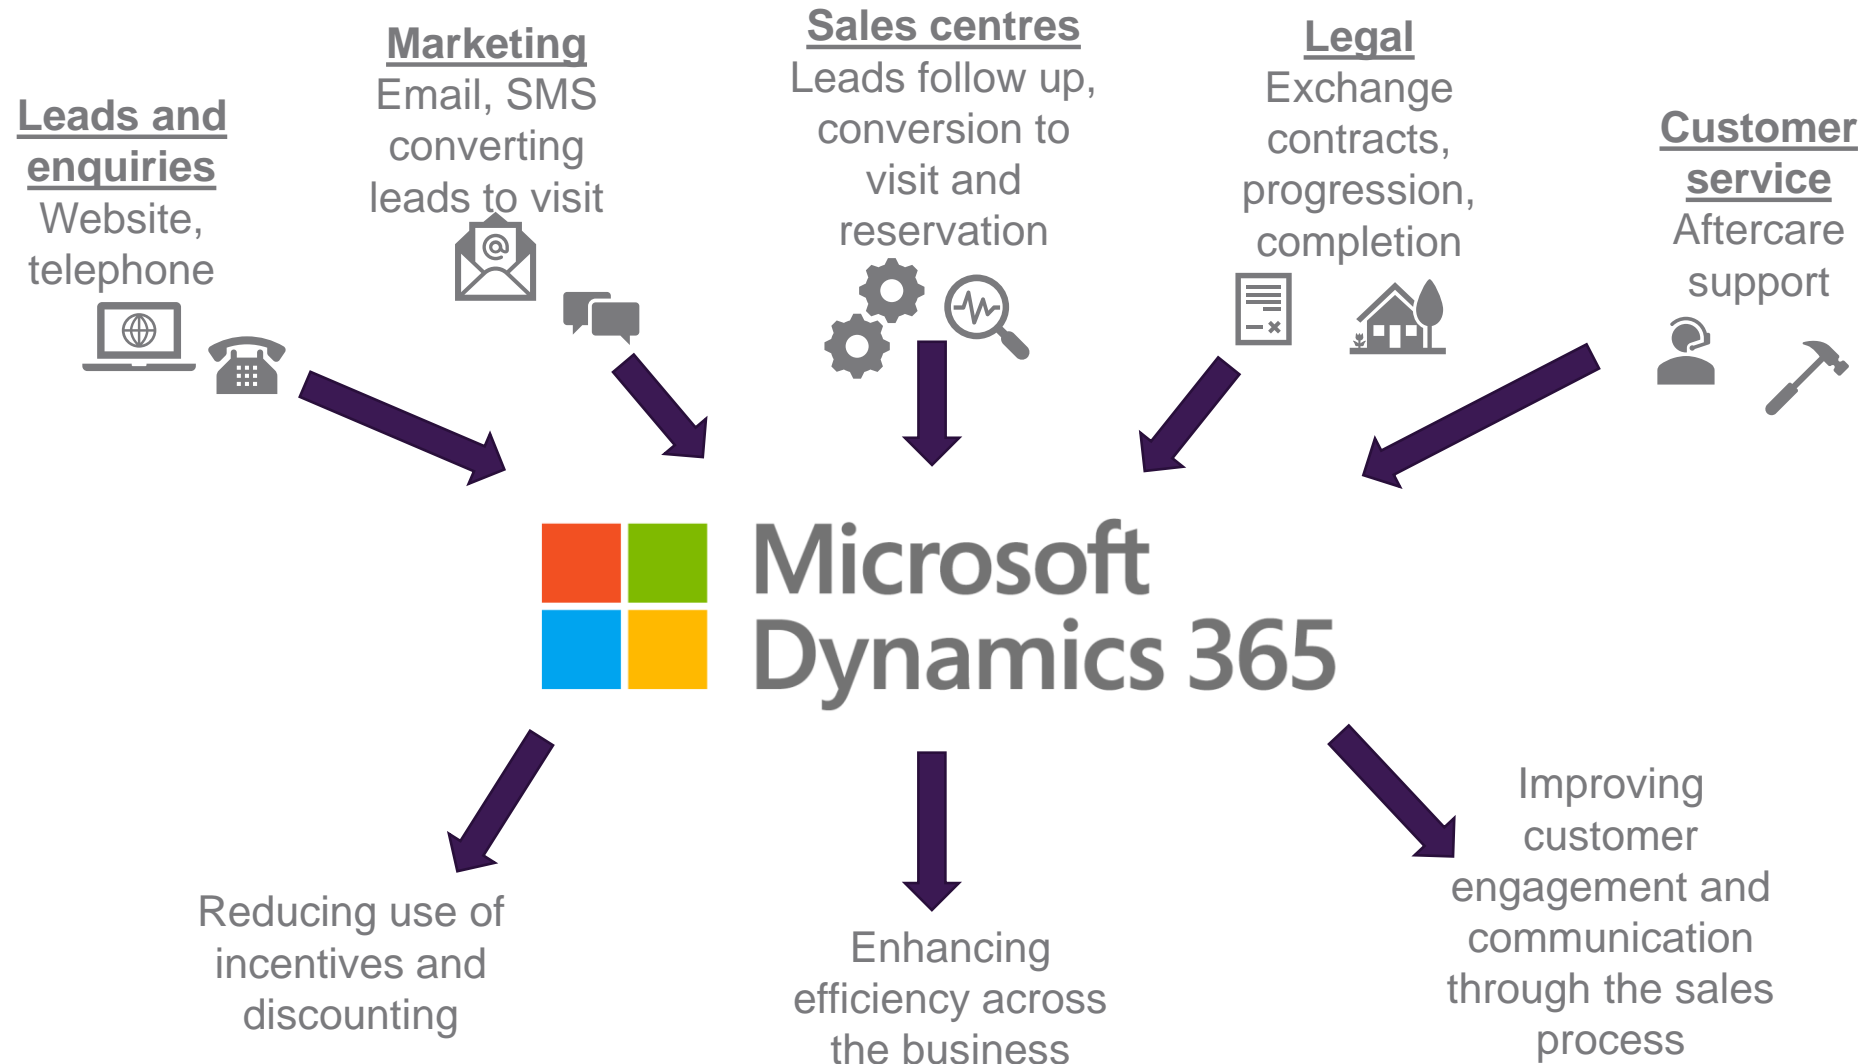 Leads and
enquiries
Website,
telephone
Marketing
Email, SMS
converting
leads to visit
@
Sales centres
Leads follow up,
conversion to
visit and
reservation
Legal
Exchange
contracts,
progression,
completion
Customer
service
Aftercare
support
Microsoft
Dynamics 365
Reducing use of
incentives and
discounting
Enhancing
efficiency across
the business
Improving
customer
engagement and
communication
through the sales
process